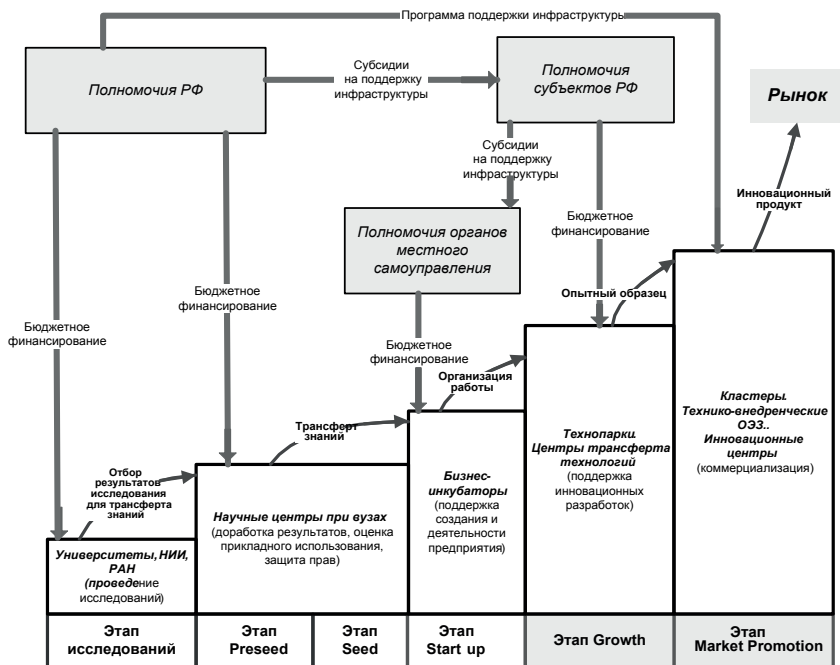 Программа поддержки инфраструктуры
Полномочия РФ
Субсидии
на поддержку
инфраструктуры
Полномочия
субъектов РФ
Рынок
Субсидии
на поддержку
инфраструктуры
Инновационный
продукт
Полномочия органов
местного
самоуправления
Бюджетное
финансирование
Бюджетное
финансирование
Опытный образец
Бюджетное
финансирование
Бюджетное
финансирование
Организация
работы
Трансферт
знаний
Отбор
результатов
исследования
для трансферта
знаний
Университеты, НИИ,
РАН
(проведение
исследований)
Научные центры при вузах
(доработка результатов, оценка
прикладного использования,
защита прав)
Бизнес-
инкубаторы
(поддержка
создания и
деятельности
предприятия)
Технопарки.
Центры трансферта
технологий
(поддержка
инновационных
разработок)
Кластеры.
Технико-внедренческие
ОЭЗ..
Инновационные
центры
(коммерциализация)
Этап
исследований
Этап
Preseed
Этап
Seed
Этап
Start up
Этап Growth
Этап
Market Promotion